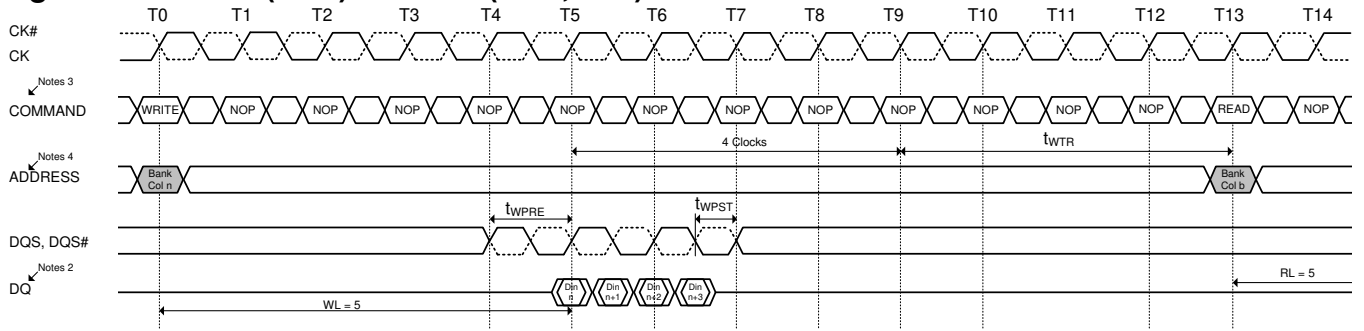 T0 T1 T2 T3 T4 T5 T6 T7 T8 T9 T10 T11 T12 T13 T14
CK#
CK
Notes 3
COMMAND WRITE NOP NOP NOP NOP NOP NOP NOP NOP NOP NOP NOP NOP READ NOP
4 Clocks tWTR
Notes 4
ADDRESS Bank Col n Bank Col b
tWPRE tWPST
DQS, DQS#
Notes 2
DQ Din n Din n+1 Din n+2 Din n+3
RL = 5
WL = 5